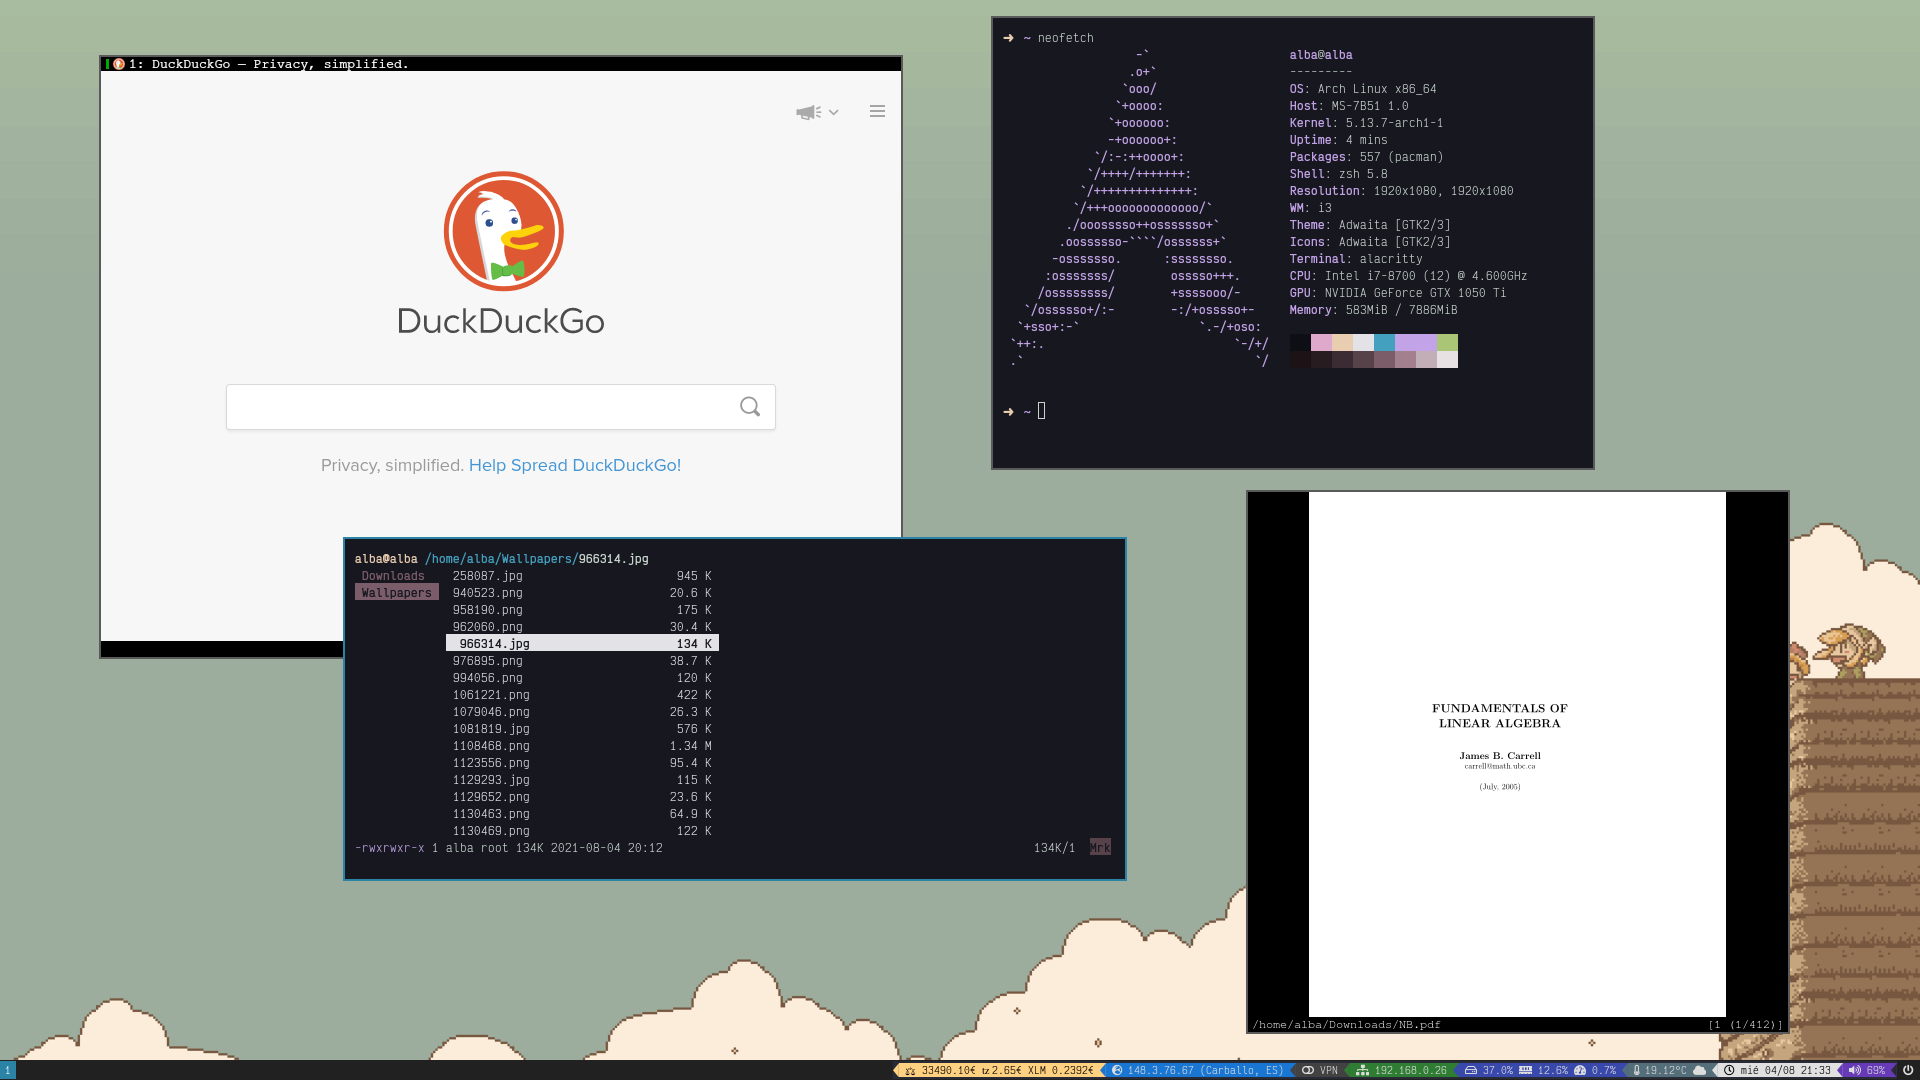 1: DuckDuckGo — Privacy, simplified.
DuckDuckGo
Privacy, simplified. Help Spread DuckDuckGo!
➜ ~ neofetch
alba@alba
---------
OS: Arch Linux x86_64
Host: MS-7B51 1.0
Kernel: 5.13.7-arch1-1
Uptime: 4 mins
Packages: 557 (pacman)
Shell: zsh 5.8
Resolution: 1920x1080, 1920x1080
WM: i3
Theme: Adwaita [GTK2/3]
Icons: Adwaita [GTK2/3]
Terminal: alacritty
CPU: Intel i7-8700 (12) @ 4.600GHz
GPU: NVIDIA GeForce GTX 1050 Ti
Memory: 583MiB / 7886MiB
➜ ~
alba@alba /home/alba/Wallpapers/966314.jpg
Downloads 258087.jpg 945 K
Wallpapers 940523.png 20.6 K
958190.png 175 K
962060.png 30.4 K
966314.jpg 134 K
976895.png 38.7 K
994056.png 120 K
1061221.png 422 K
1079046.png 26.3 K
1081819.jpg 576 K
1108468.png 1.34 M
1123556.png 95.4 K
1129293.jpg 115 K
1129652.png 23.6 K
1130463.png 64.9 K
1130469.png 122 K
-rwxrwxr-x 1 alba root 134K 2021-08-04 20:12 134K/1 Mrk
FUNDAMENTALS OF
LINEAR ALGEBRA
James B. Carrell
carrell@math.ubc.ca
(July, 2005)
/home/alba/Downloads/NB.pdf [1 (1/412)]
1 33490.10€ 2.65€ XLM 0.2392€ 148.3.76.67 (Carballo, ES) VPN 192.168.0.26 37.0% 12.6% 0.7% 19.12°C mié 04/08 21:33 69%